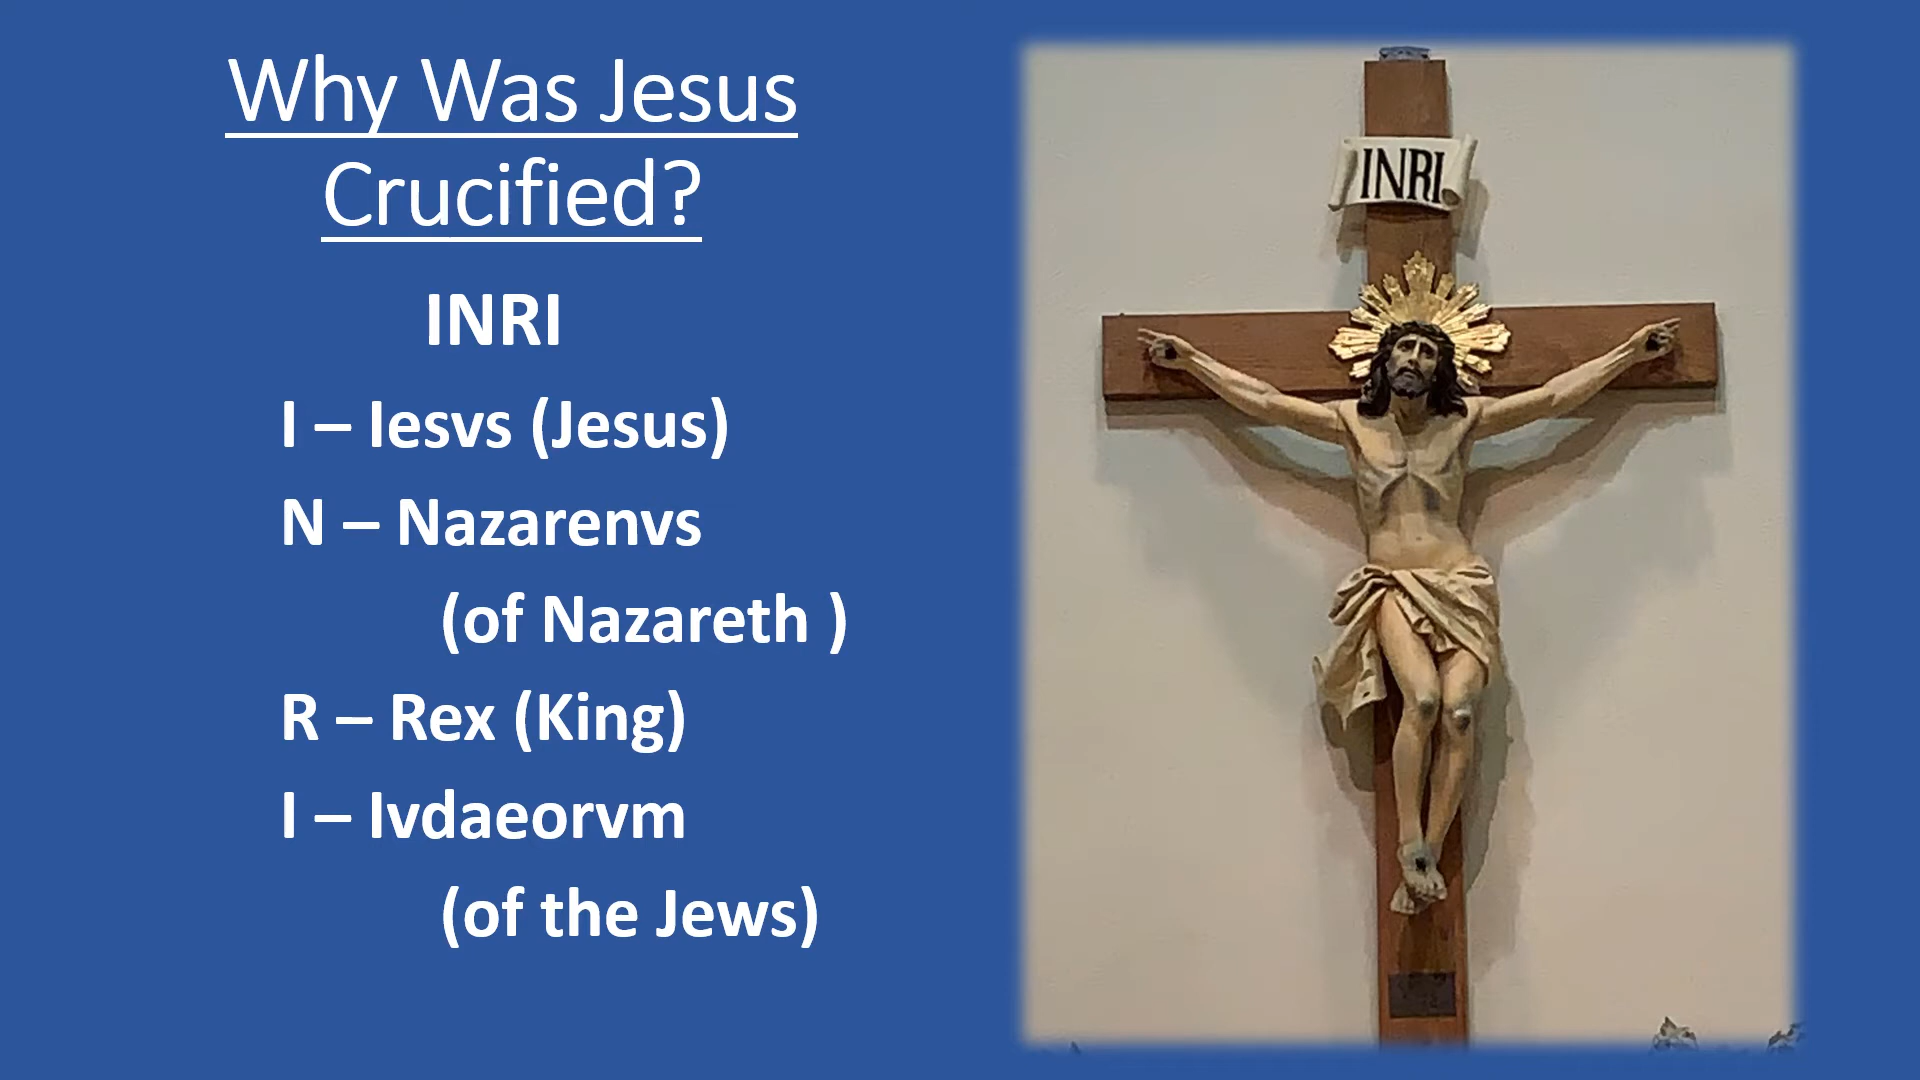 Why Was Jesus
Crucified?
INRI
I – Iesvs (Jesus)
N – Nazarenvs
(of Nazareth )
R – Rex (King)
I – Ivdaeorvm
(of the Jews)
INRI